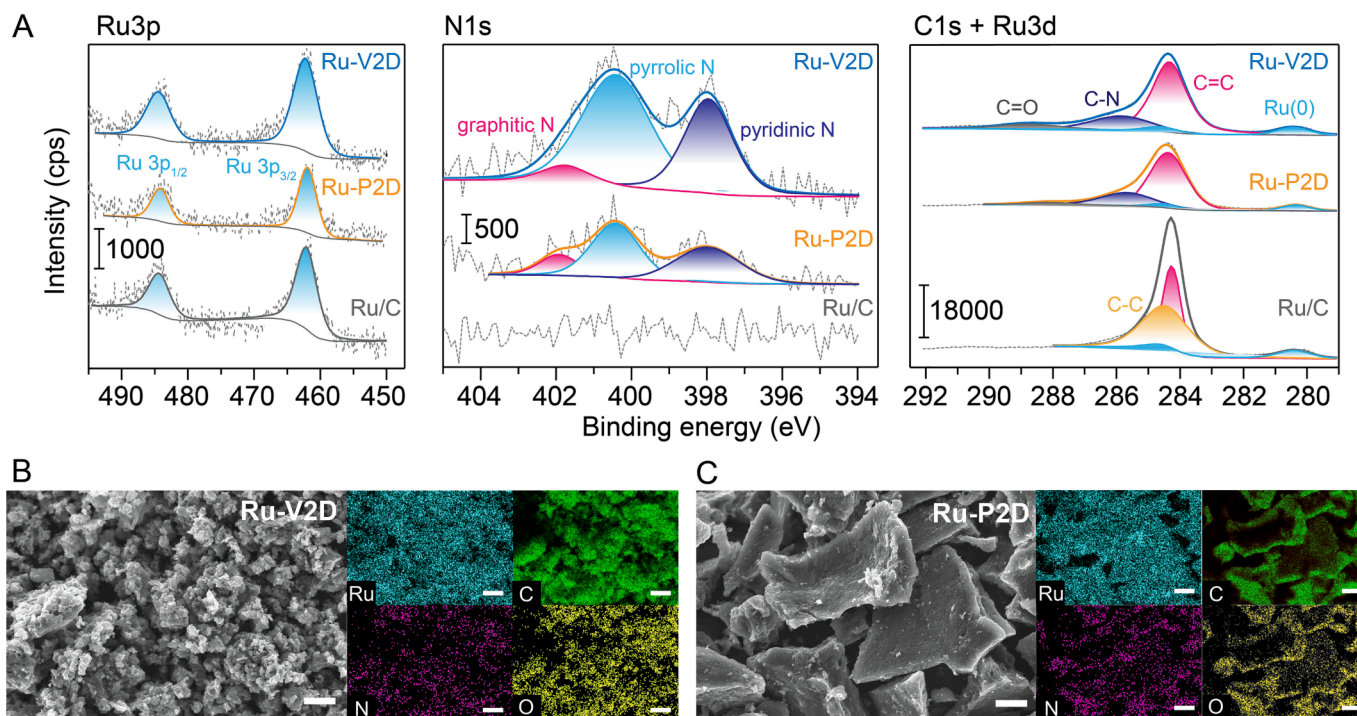 A
Ru3p
N1s
C1s + Ru3d
Intensity (cps)
Ru-V2D
Ru 3p1/2
Ru 3p3/2
Ru-P2D
1000
Ru/C
490 480 470 460 450
Ru-V2D
pyrrolic N
graphitic N
pyridinic N
500
Ru-P2D
Ru/C
404 402 400 398 396 394
Binding energy (eV)
Ru-V2D
C=C
C-N
C=O
Ru(0)
Ru-P2D
Ru/C
C-C
18000
292 290 288 286 284 282 280
B
Ru-V2D
Ru
C
N
O
C
Ru-P2D
Ru
C
N
O